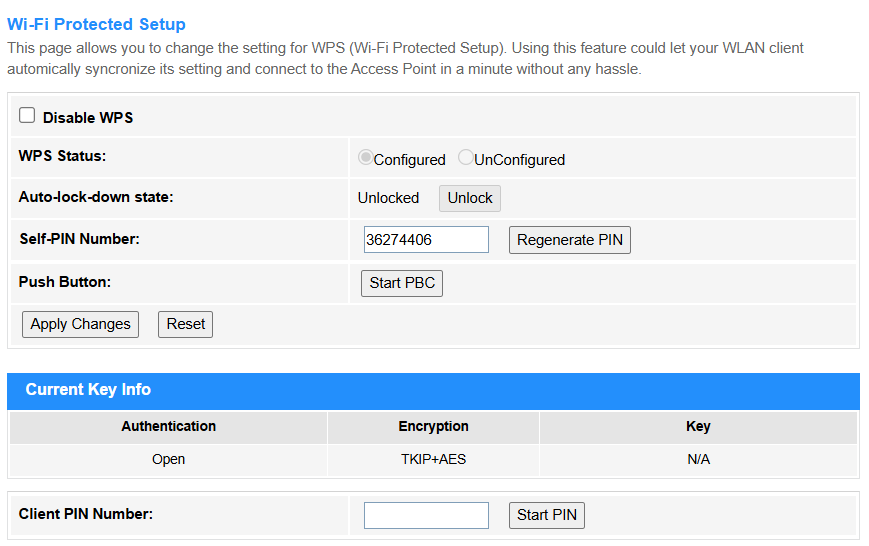 Wi-Fi Protected Setup
This page allows you to change the setting for WPS (Wi-Fi Protected Setup). Using this feature could let your WLAN client
automically syncronize its setting and connect to the Access Point in a minute without any hassle.
Disable WPS
WPS Status: Configured UnConfigured
Auto-lock-down state: Unlocked Unlock
Self-PIN Number: 36274406 Regenerate PIN
Push Button: Start PBC
Apply Changes Reset
Current Key Info
Authentication Encryption Key
Open TKIP+AES N/A
Client PIN Number: Start PIN